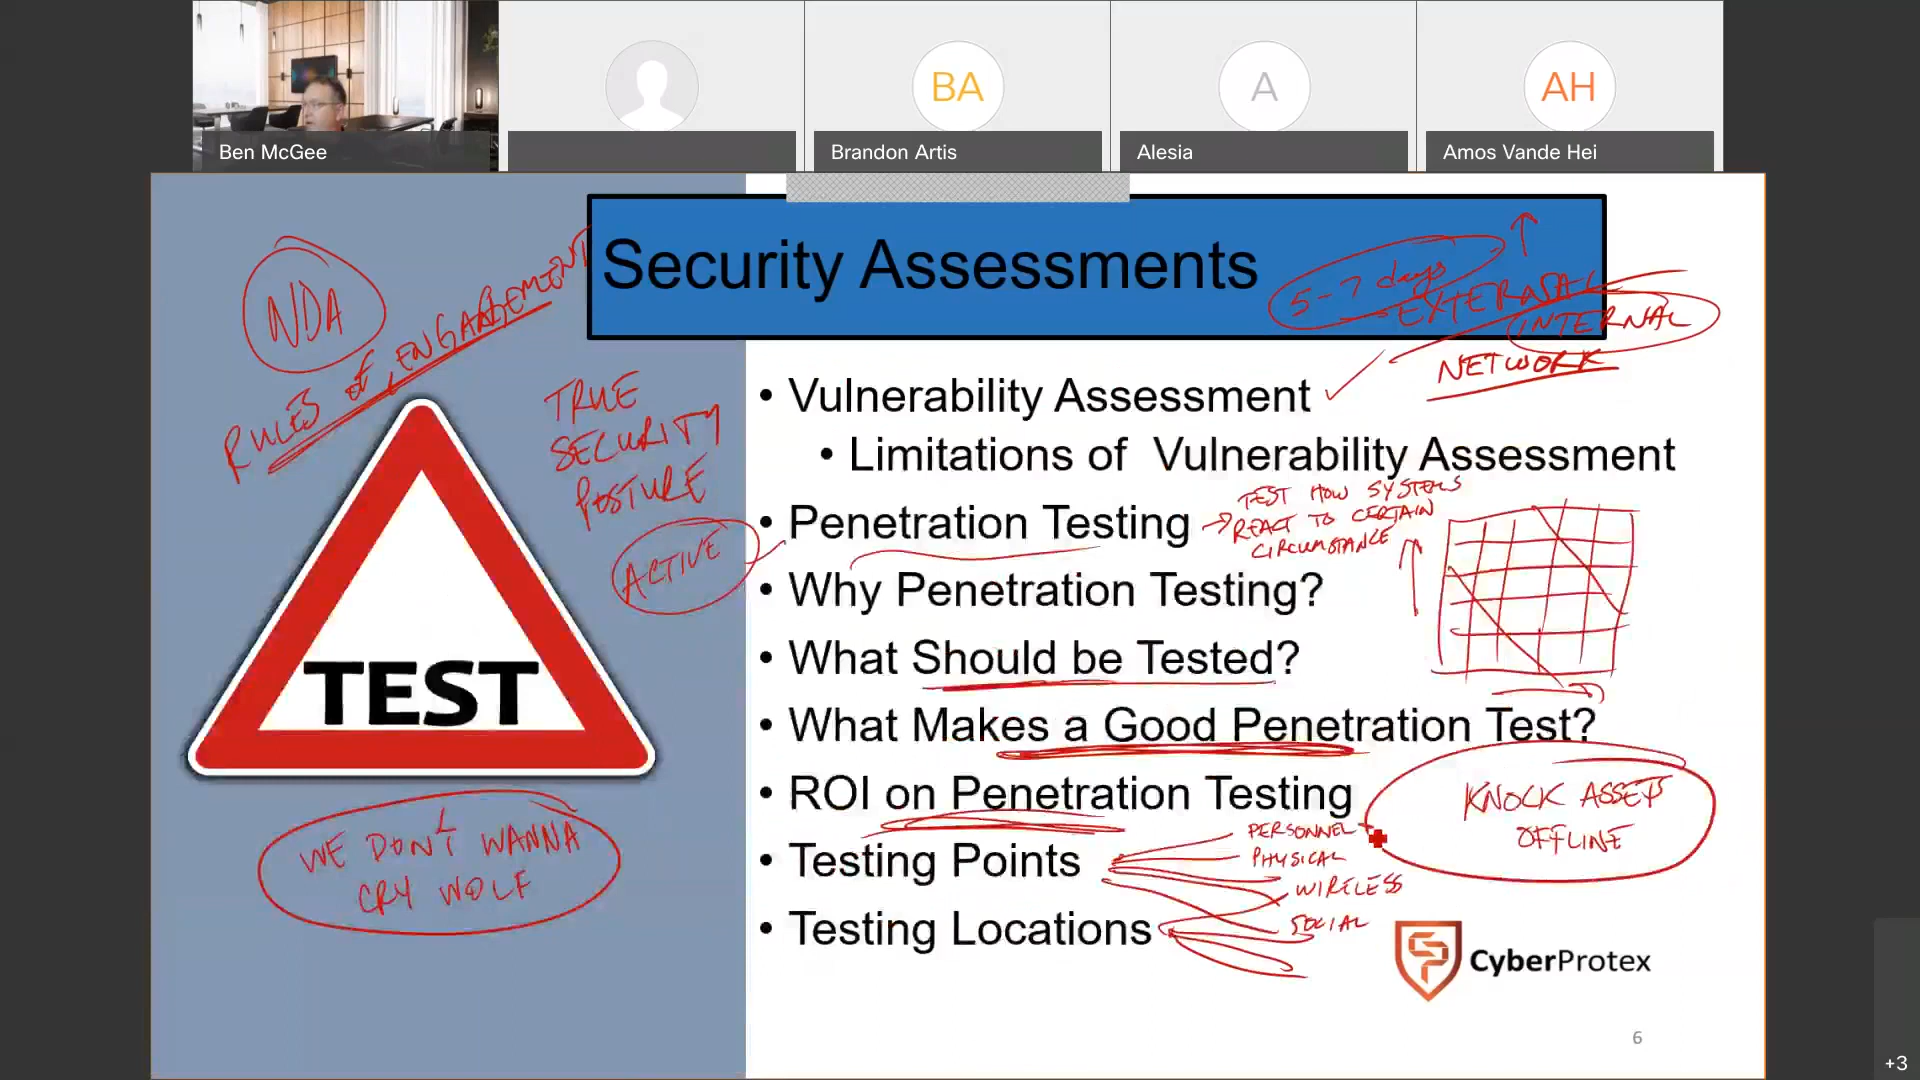 Ben McGee
BA
Brandon Artis
A
Alesia
AH
Amos Vande Hei
Security Assessments
5-7 days
EXTERNAL
INTERNAL
NETWORK
NDA
RULES of ENGAGEMENT
TRUE
SECURITY
POSTURE
ACTIVE
TEST
WE DON'T WANNA
CRY WOLF
• Vulnerability Assessment
• Limitations of Vulnerability Assessment
• Penetration Testing
TEST HOW SYSTEMS
REACT TO CERTAIN
CIRCUMSTANCE
• Why Penetration Testing?
• What Should be Tested?
• What Makes a Good Penetration Test?
• ROI on Penetration Testing
KNOCK ASSETS
OFFLINE
• Testing Points
PERSONNEL
PHYSICAL
WIRELESS
SOCIAL
• Testing Locations
CyberProtex
6
+3